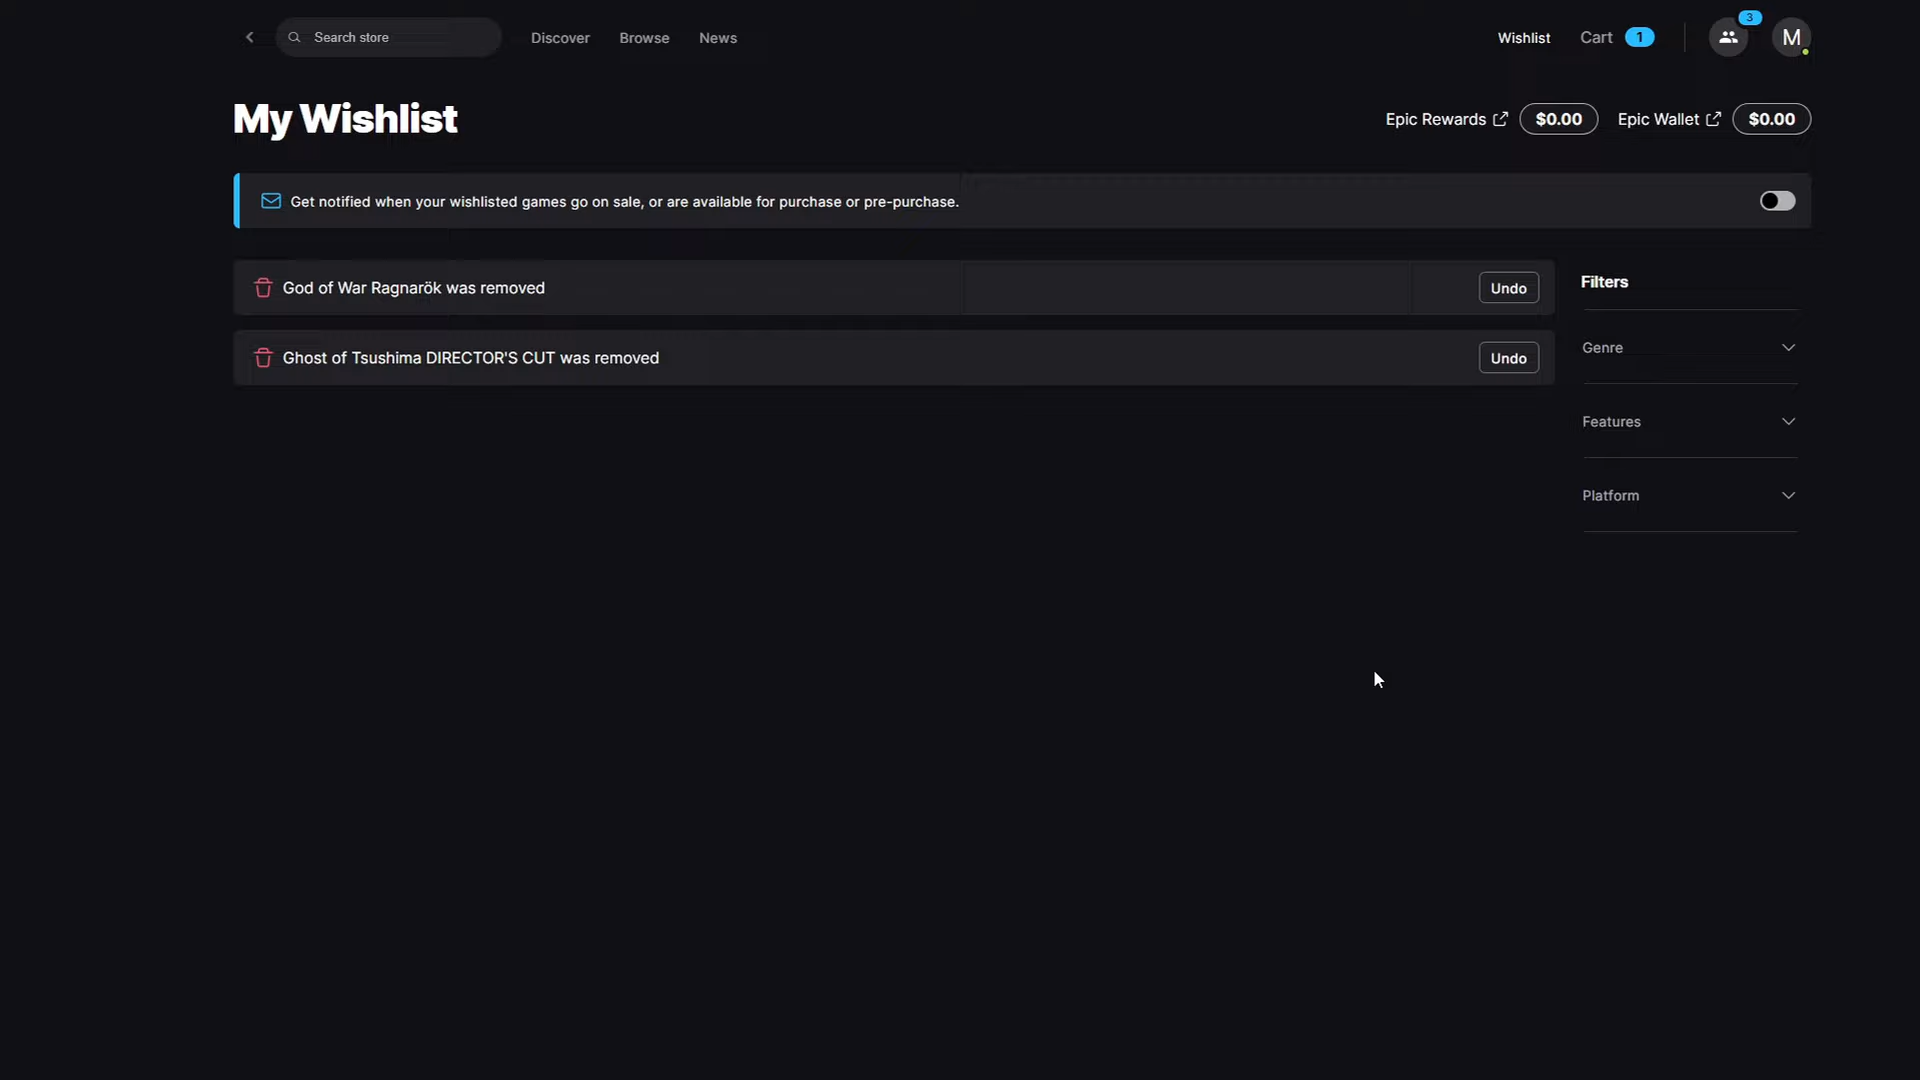 Search store
Discover
Browse
News
Wishlist
Cart 1
3
M
My Wishlist
Epic Rewards $0.00
Epic Wallet $0.00
Get notified when your wishlisted games go on sale, or are available for purchase or pre-purchase.
God of War Ragnarök was removed
Undo
Ghost of Tsushima DIRECTOR'S CUT was removed
Undo
Filters
Genre
Features
Platform